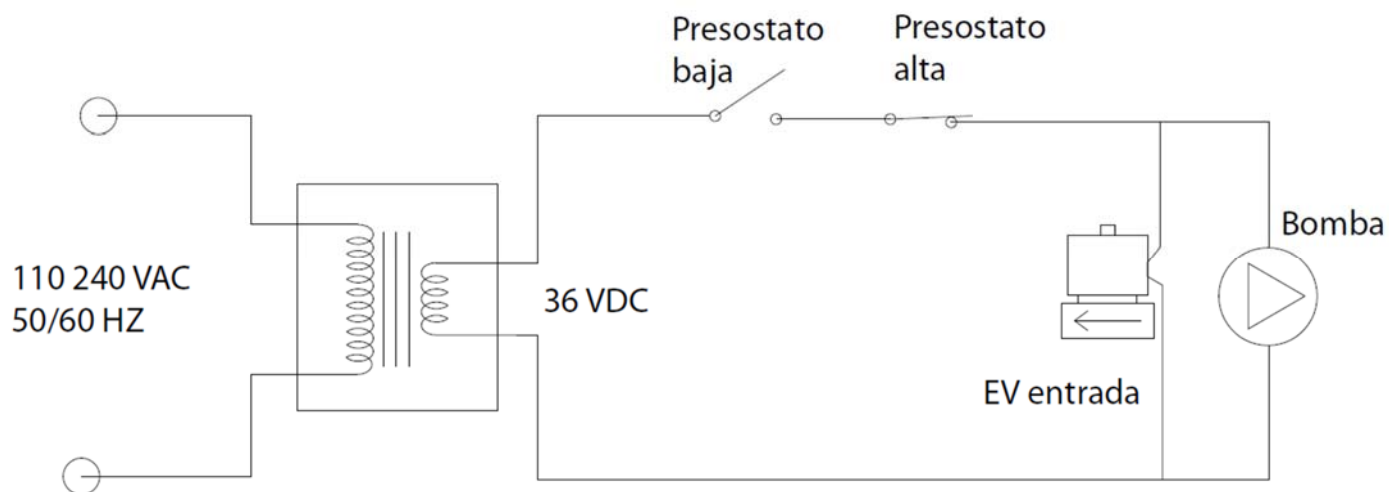 Presostato
baja
Presostato
alta
110 240 VAC
50/60 HZ
36 VDC
Bomba
EV entrada